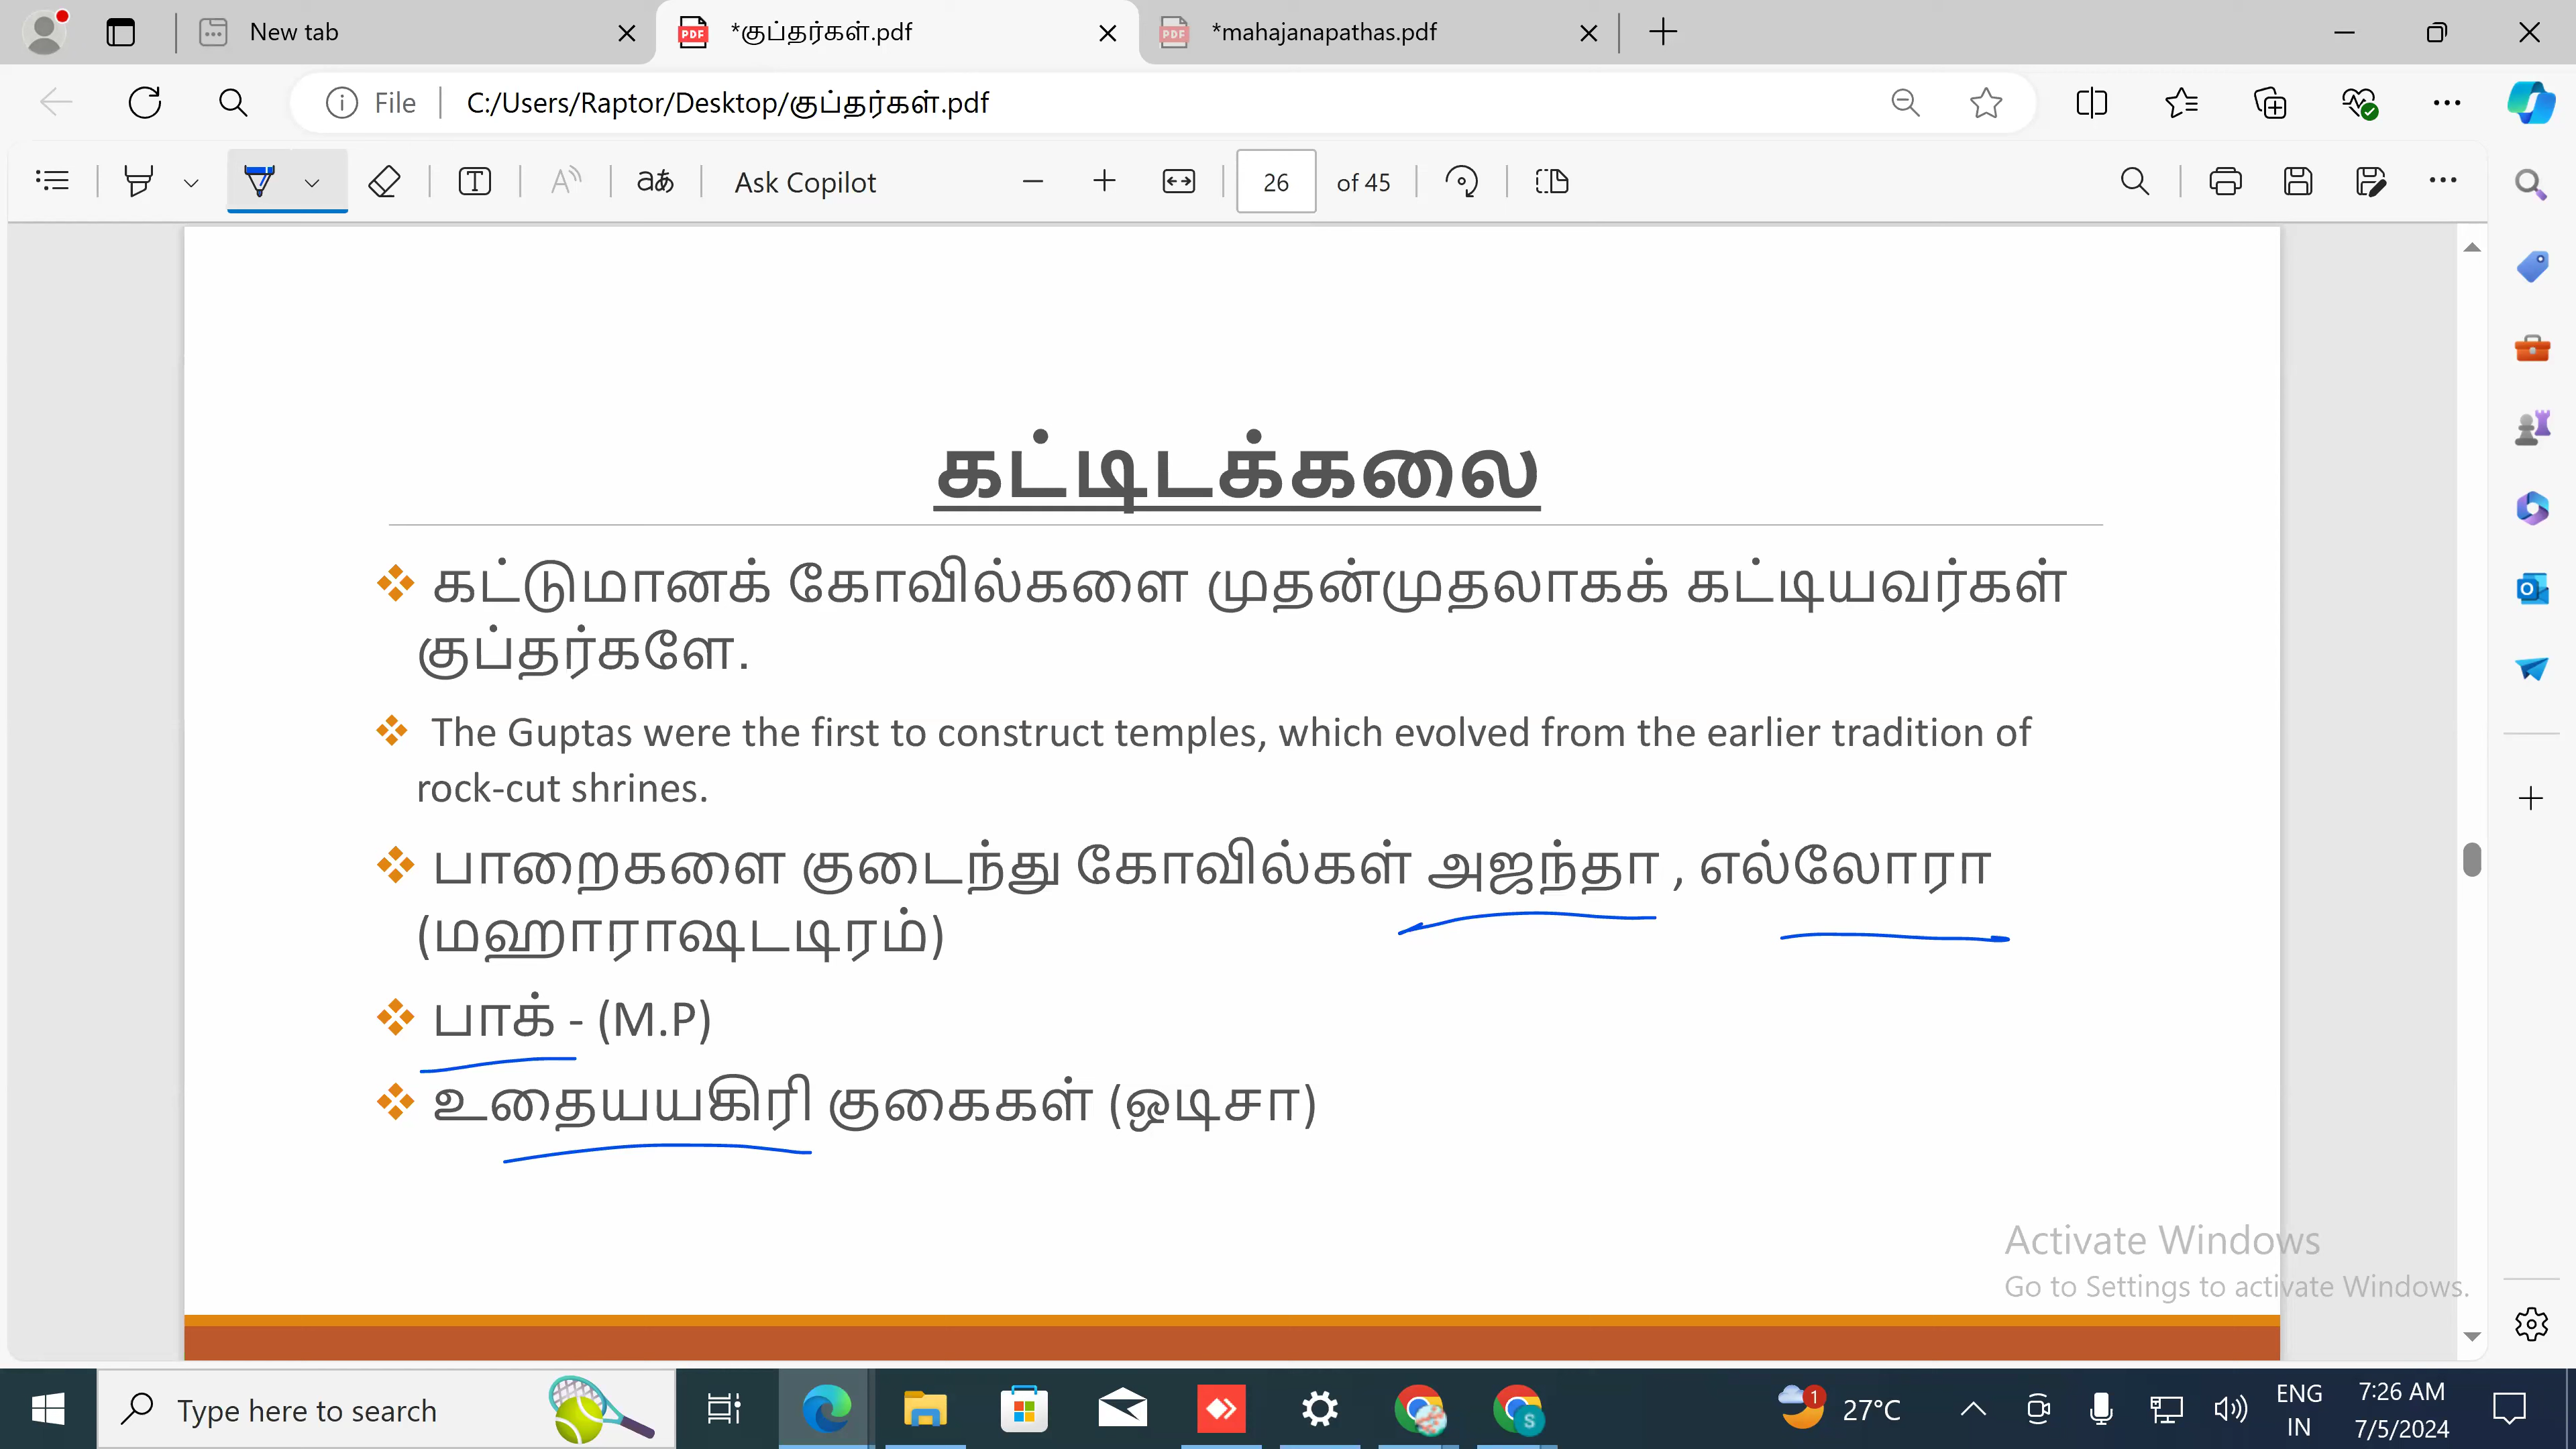 New tab
*குப்தர்கள்.pdf
*mahajanapathas.pdf
File
C:/Users/Raptor/Desktop/குப்தர்கள்.pdf
Ask Copilot
26
of 45
கட்டிடக்கலை
கட்டுமானக் கோவில்களை முதன்முதலாகக் கட்டியவர்கள்
குப்தர்களே.
The Guptas were the first to construct temples, which evolved from the earlier tradition of
rock-cut shrines.
பாறைகளை குடைந்து கோவில்கள் அஜந்தா , எல்லோரா
(மஹாராஷடடிரம்)
பாக் - (M.P)
உதையயகிரி குகைகள் (ஒடிசா)
Activate Windows
Go to Settings to activate Windows.
Type here to search
1
27°C
ENG
IN
7:26 AM
7/5/2024